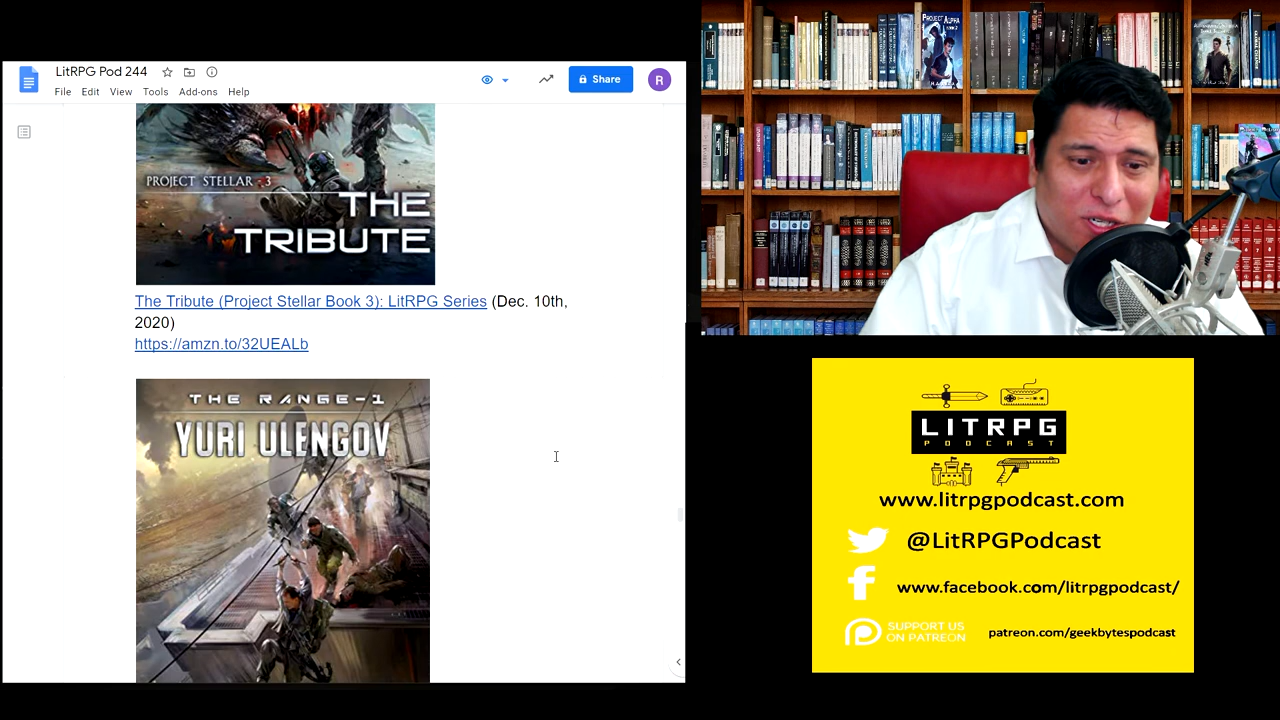 LitRPG Pod 244
File Edit View Tools Add-ons Help
Share
R
PROJECT STELLAR - 3
THE
TRIBUTE
The Tribute (Project Stellar Book 3): LitRPG Series (Dec. 10th,
2020)
https://amzn.to/32UEALb
THE RANGE-1
YURI ULENGOV
PROJECT ALPHA
LITRPG
PODCAST
www.litrpgpodcast.com
@LitRPGPodcast
www.facebook.com/litrpgpodcast/
SUPPORT US
ON PATREON
patreon.com/geekbytespodcast